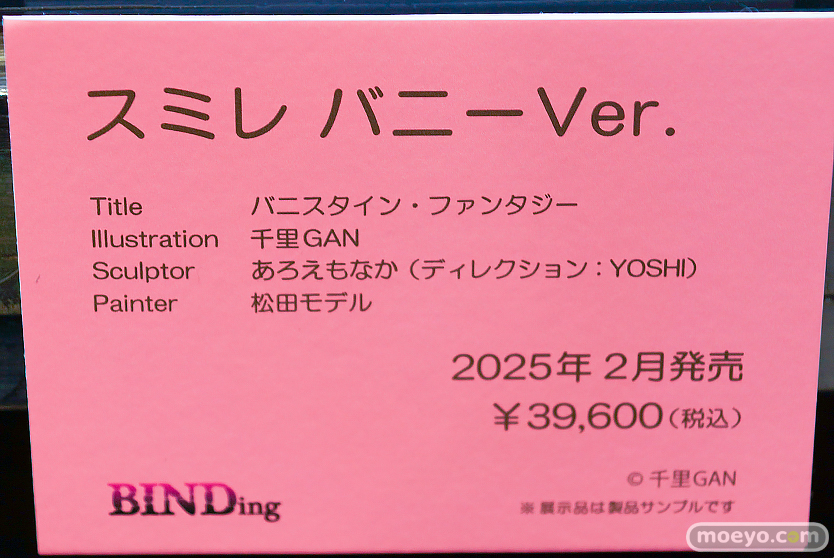 スミレ バニーVer.
Title バニスタイン・ファンタジー
Illustration 千里GAN
Sculptor あろえもなか（ディレクション：YOSHI）
Painter 松田モデル
2025年2月発売
￥39,600（税込）
© 千里GAN
BINDing
※ 展示品は製品サンプルです
moeyo.com